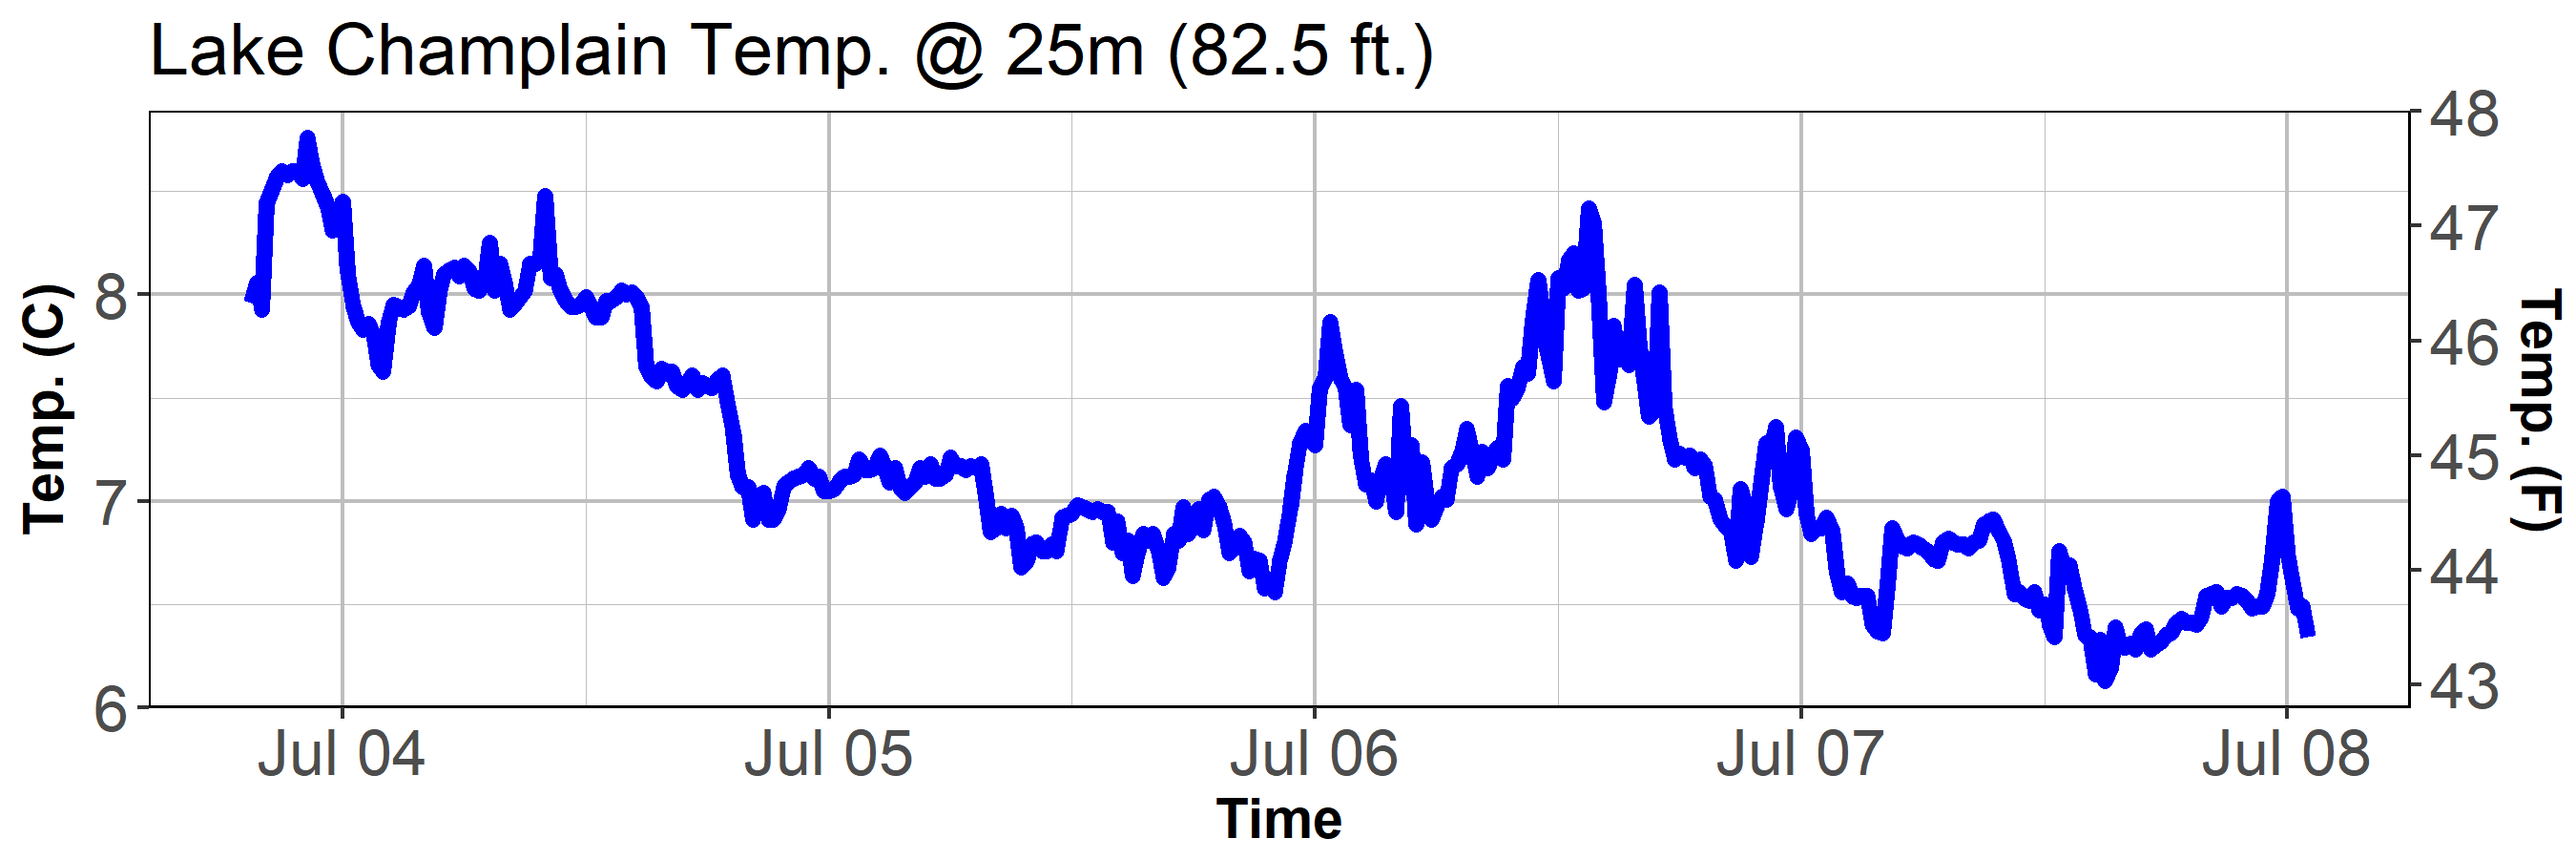 Lake Champlain Temp. @ 25m (82.5 ft.)
Temp. (C)
8
7
6
48
47
46
45
44
43
Temp. (F)
Jul 04 Jul 05 Jul 06 Jul 07 Jul 08
Time